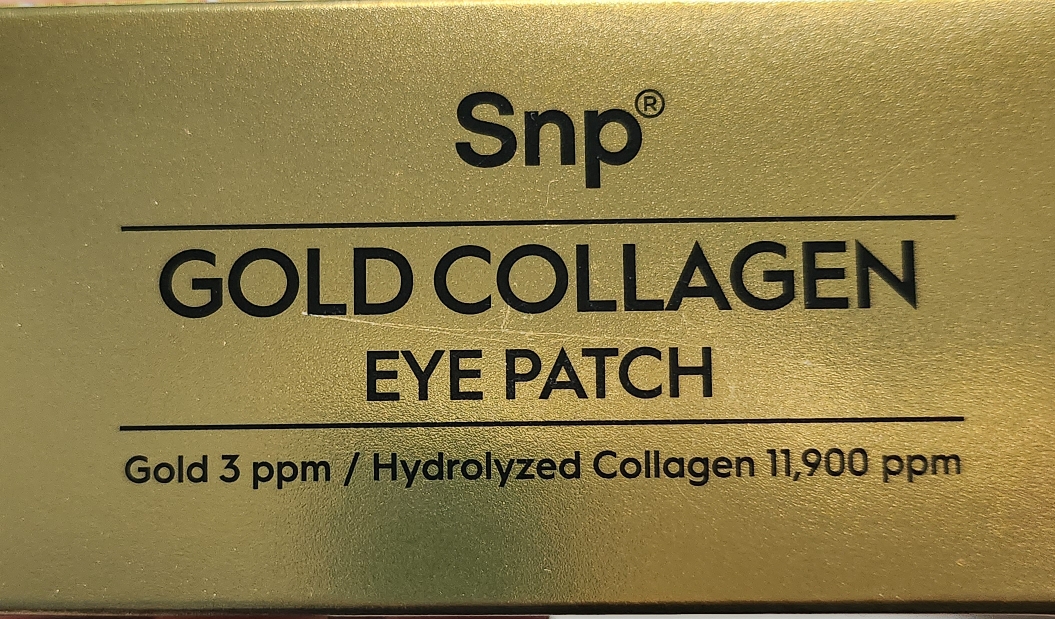 Snp®
GOLD COLLAGEN
EYE PATCH
Gold 3 ppm / Hydrolyzed Collagen 11,900 ppm